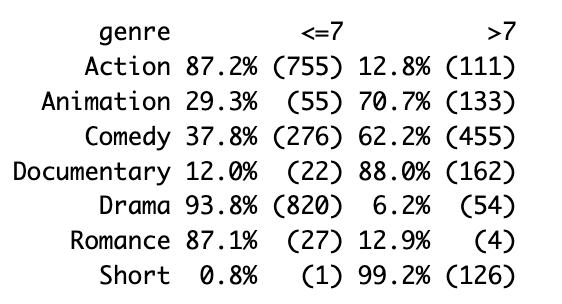 genre <=7 >7
Action 87.2% (755) 12.8% (111)
Animation 29.3% (55) 70.7% (133)
Comedy 37.8% (276) 62.2% (455)
Documentary 12.0% (22) 88.0% (162)
Drama 93.8% (820) 6.2% (54)
Romance 87.1% (27) 12.9% (4)
Short 0.8% (1) 99.2% (126)